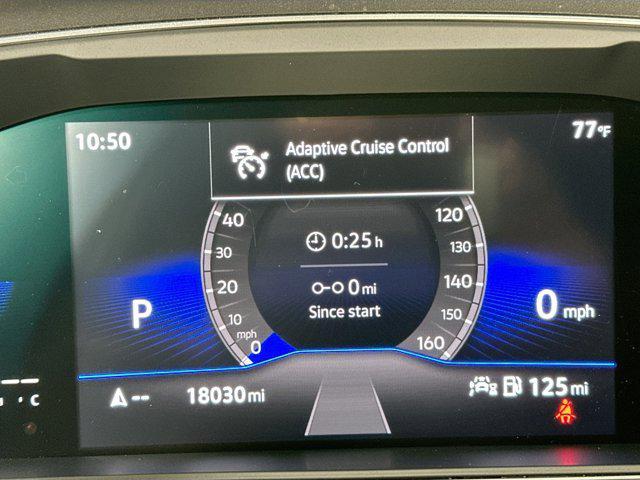 10:50
Adaptive Cruise Control
(ACC)
77°F
40
30
20
10
mph
0
0:25 h
0 mi
Since start
120
130
140
150
160
P
0 mph
--
18030 mi
125 mi
C